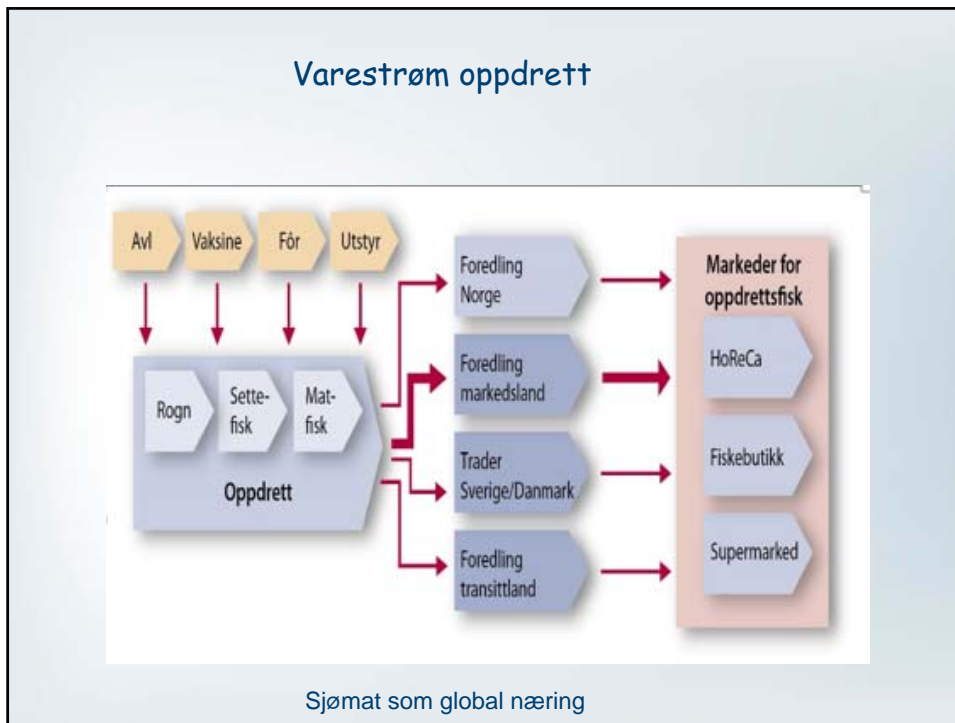 Varestrøm oppdrett
Avl
Vaksine
Fôr
Utstyr
Rogn
Sette-
fisk
Mat-
fisk
Oppdrett
Foredling
Norge
Foredling
markedsland
Trader
Sverige/Danmark
Foredling
transittland
Markeder for
oppdrettsfisk
HoReCa
Fiskebutikk
Supermarked
Sjømat som global næring